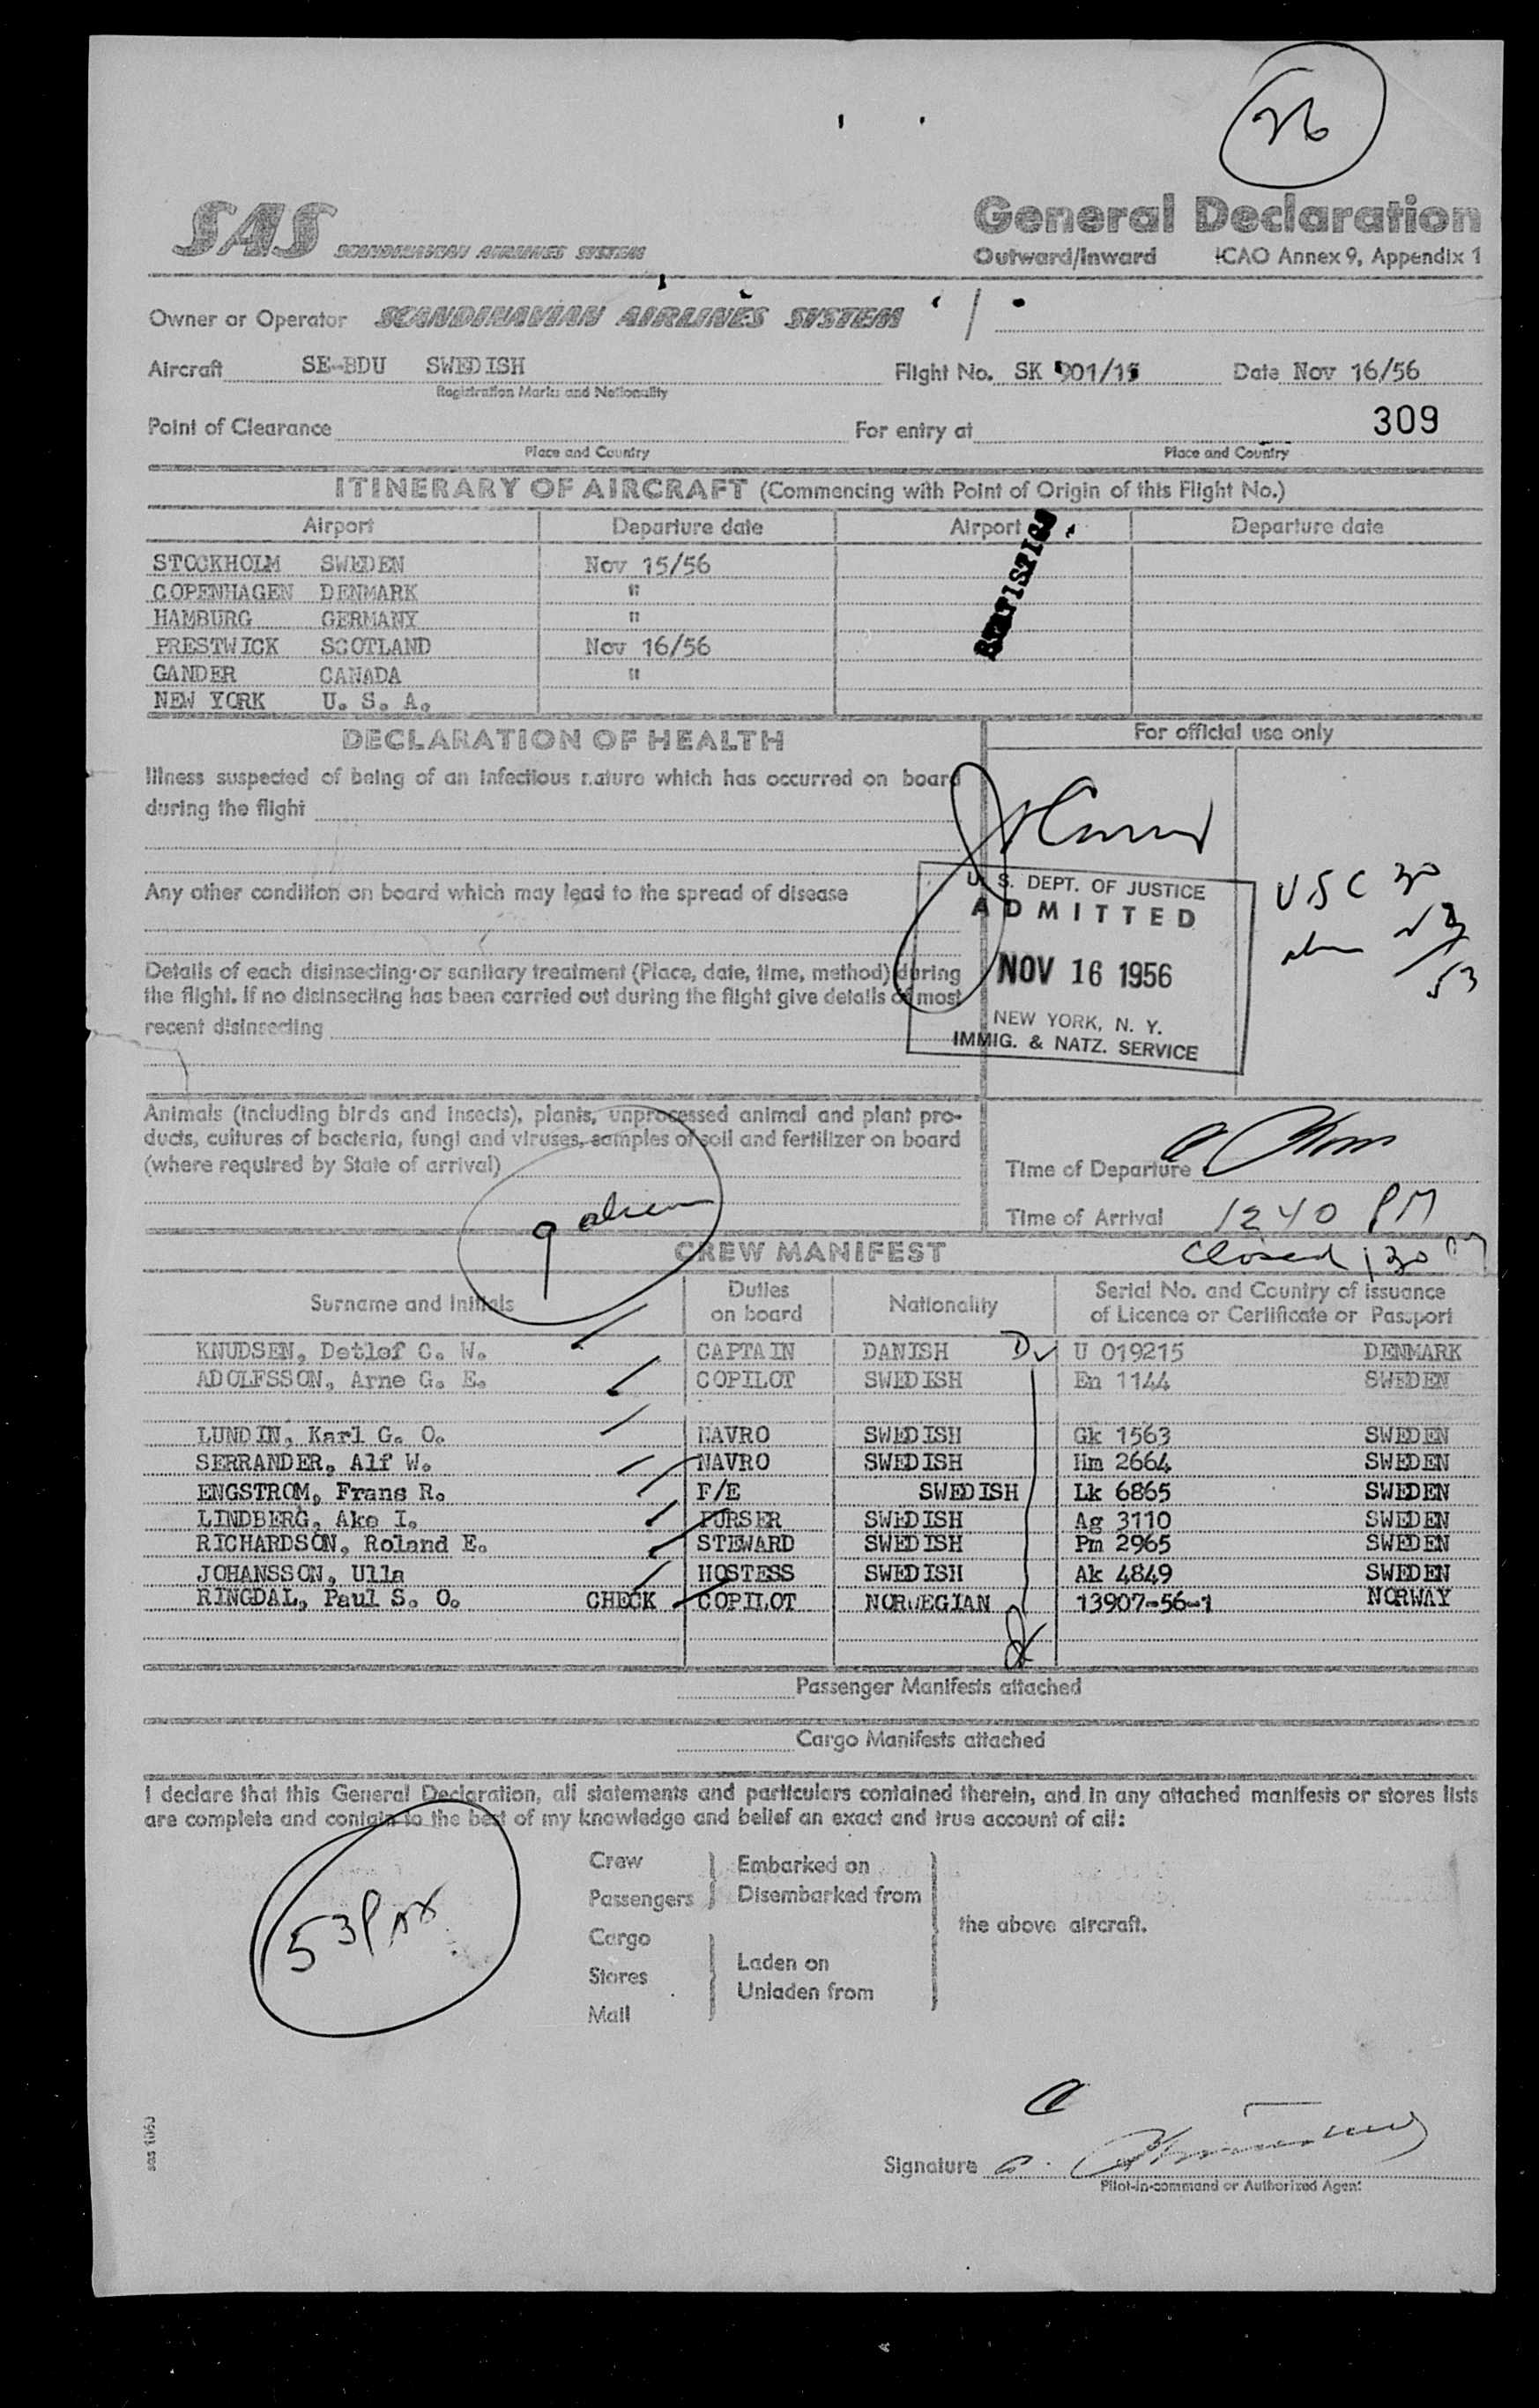 26
SAS SCANDINAVIAN AIRLINES SYSTEM
General Declaration
Outward/Inward ICAO Annex 9, Appendix 1
Owner or Operator SCANDINAVIAN AIRLINES SYSTEM
Aircraft SE-BDU SWEDISH Flight No. SK 901/15 Date Nov 16/56
Registration Marks and Nationality
309
Point of Clearance For entry at
Place and Country Place and Country
ITINERARY OF AIRCRAFT (Commencing with Point of Origin of this Flight No.)
Airport Departure date Airport Departure date
STATISTICS
STOCKHOLM SWEDEN Nov 15/56
COPENHAGEN DENMARK "
HAMBURG GERMANY "
PRESTWICK SCOTLAND Nov 16/56
GANDER CANADA "
NEW YORK U. S. A.
DECLARATION OF HEALTH
Illness suspected of being of an infectious nature which has occurred on board
during the flight
Any other condition on board which may lead to the spread of disease
Details of each disinsecting or sanitary treatment (Place, date, time, method) during
the flight. If no disinsecting has been carried out during the flight give details of most
recent disinsecting
Animals (including birds and insects), plants, unprocessed animal and plant pro-
ducts, cultures of bacteria, fungi and viruses, samples of soil and fertilizer on board
(where required by State of arrival)
9 alien
For official use only
U. S. DEPT. OF JUSTICE
ADMITTED
NOV 16 1956
NEW YORK, N. Y.
IMMIG. & NATZ. SERVICE
USC 30
53
Time of Departure
Time of Arrival 1240 PM
Closed 130 PM
CREW MANIFEST
Surname and Initials Duties on board Nationality Serial No. and Country of Issuance of Licence or Certificate or Passport
KNUDSEN, Detlef C. W. CAPTAIN DANISH D U 019215 DENMARK
ADOLFSSON, Arne G. E. COPILOT SWEDISH En 1144 SWEDEN
LUNDIN, Karl G. O. NAVRO SWEDISH Gk 1563 SWEDEN
SERRANDER, Alf W. NAVRO SWEDISH Hm 2664 SWEDEN
ENGSTROM, Frans R. F/E SWEDISH Lk 6865 SWEDEN
LINDBERG, Ake I. PURSER SWEDISH Ag 3110 SWEDEN
RICHARDSON, Roland E. STEWARD SWEDISH Pm 2965 SWEDEN
JOHANSSON, Ulla HOSTESS SWEDISH Ak 4849 SWEDEN
RINGDAL, Paul S. O. CHECK COPILOT NORWEGIAN 13907-56-1 NORWAY
Passenger Manifests attached
Cargo Manifests attached
I declare that this General Declaration, all statements and particulars contained therein, and in any attached manifests or stores lists
are complete and contain to the best of my knowledge and belief an exact and true account of all:
53 Pax
Crew
Passengers
Embarked on
Disembarked from
Cargo
Stores
Mail
Laden on
Unladen from
the above aircraft.
Signature
Pilot-in-command or Authorized Agent
sas 1060